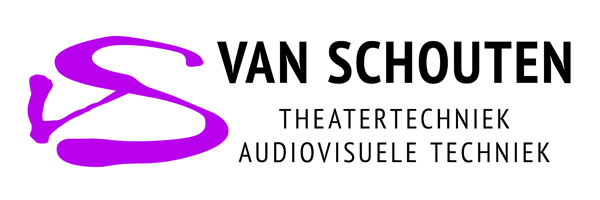 VAN SCHOUTEN
THEATERTECHNIEK
AUDIOVISUELE TECHNIEK